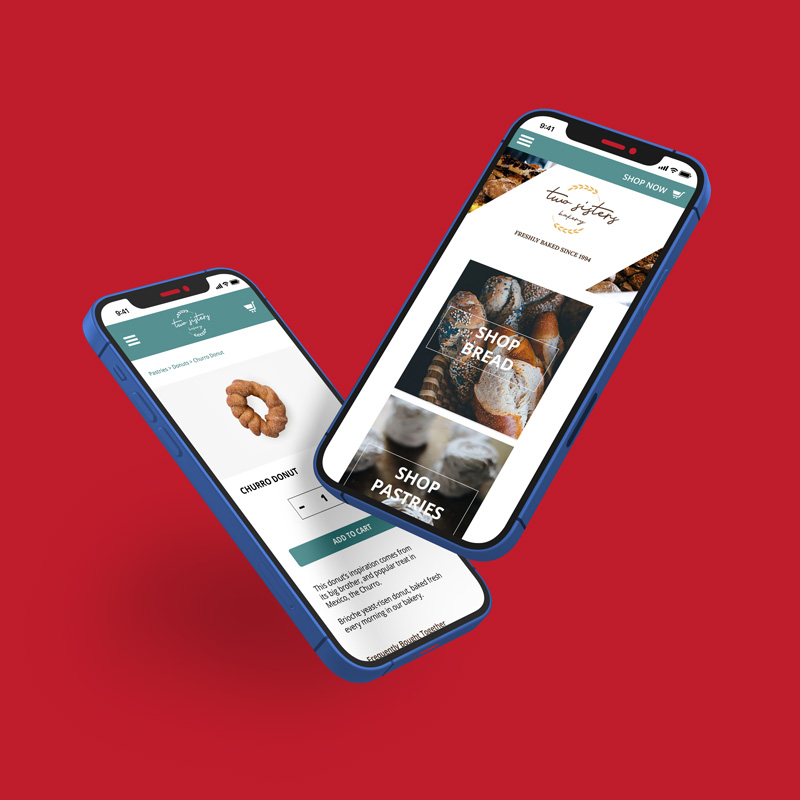 9:41
two sisters
bakery
Pastries > Donuts > Churro Donut
CHURRO DONUT
- 1
ADD TO CART
This donut's inspiration comes from
its big brother, and popular treat in
Mexico, the Churro.
Brioche yeast-risen donut, baked fresh
every morning in our bakery.
Frequently Bought Together
9:41
SHOP NOW
two sisters
bakery
FRESHLY BAKED SINCE 1994
SHOP
BREAD
SHOP
PASTRIES